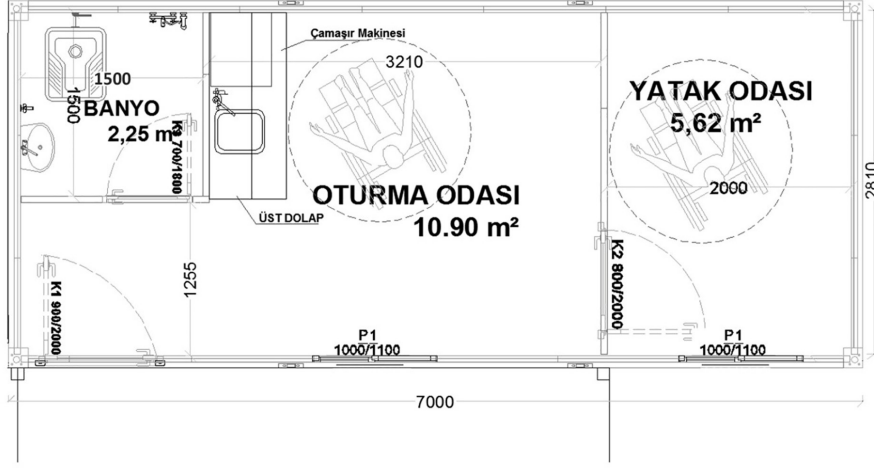 Çamaşır Makinesi
3210
1500
1500
BANYO
2,25 m²
K3 700/1800
YATAK ODASI
5,62 m²
2000
2810
OTURMA ODASI
10.90 m²
ÜST DOLAP
1255
K1 900/2000
K2 800/2000
P1
1000/1100
P1
1000/1100
7000